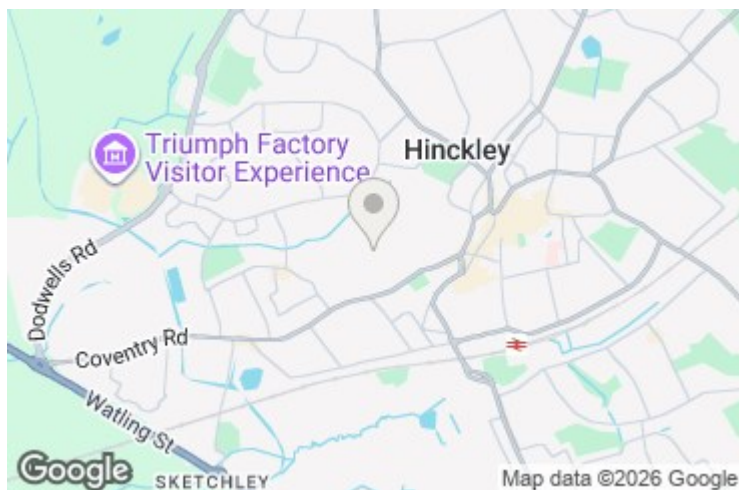 Triumph Factory
Visitor Experience
Hinckley
Dodwells Rd
Coventry Rd
Watling St
SKETCHLEY
Google
Map data ©2026 Google